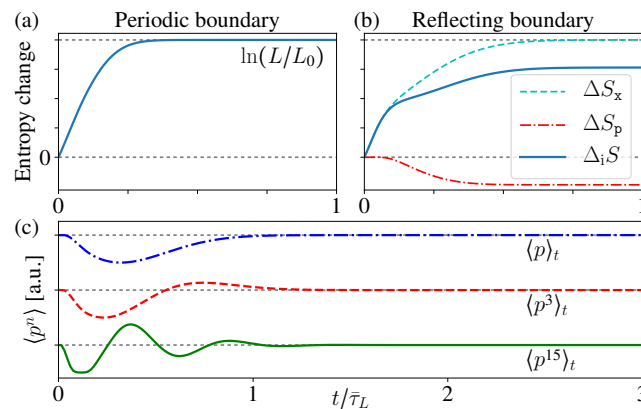 (a) Periodic boundary
(b) Reflecting boundary
Entropy change
ln(L/L₀)
0
0 1
ΔSₓ
ΔSₚ
ΔᵢS
0 1
(c)
⟨pⁿ⟩ [a.u.]
⟨p⟩ₜ
⟨p³⟩ₜ
⟨p¹⁵⟩ₜ
0 1 2 3
t/τ̄_L